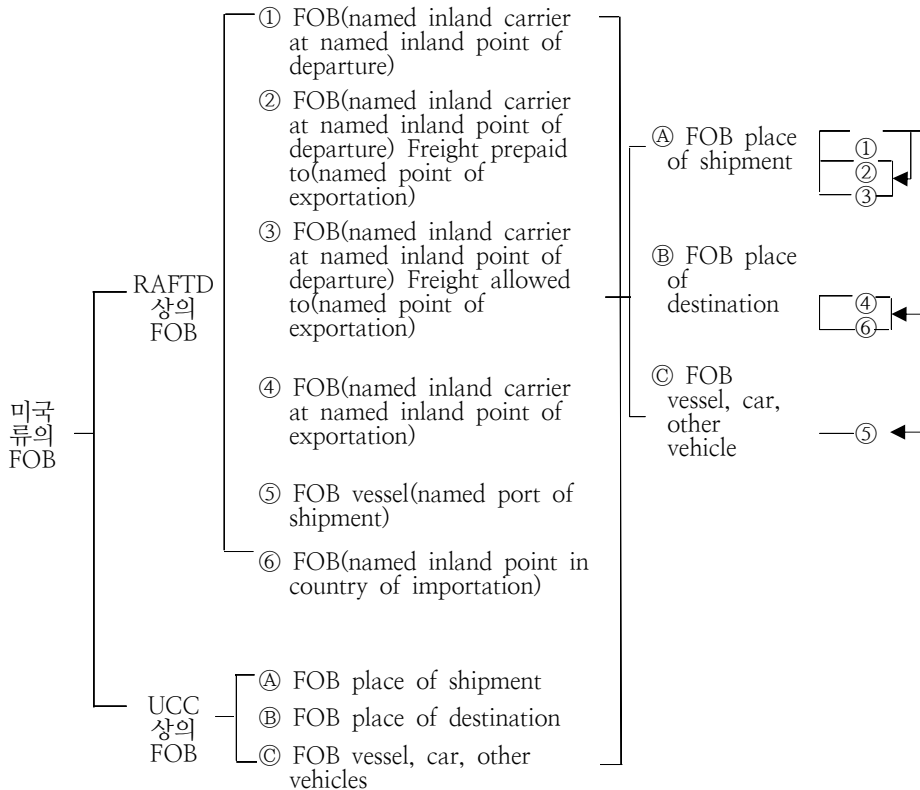 미국
류의
FOB
RAFTD
상의
FOB
① FOB(named inland carrier
at named inland point of
departure)
② FOB(named inland carrier
at named inland point of
departure) Freight prepaid
to(named point of
exportation)
③ FOB(named inland carrier
at named inland point of
departure) Freight allowed
to(named point of
exportation)
④ FOB(named inland carrier
at named inland point of
exportation)
⑤ FOB vessel(named port of
shipment)
⑥ FOB(named inland point in
country of importation)
UCC
상의
FOB
Ⓐ FOB place of shipment
Ⓑ FOB place of destination
Ⓒ FOB vessel, car, other
vehicles
Ⓐ FOB place
of shipment
①
②
③
Ⓑ FOB place
of
destination
④
⑥
Ⓒ FOB
vessel, car,
other
vehicle
⑤